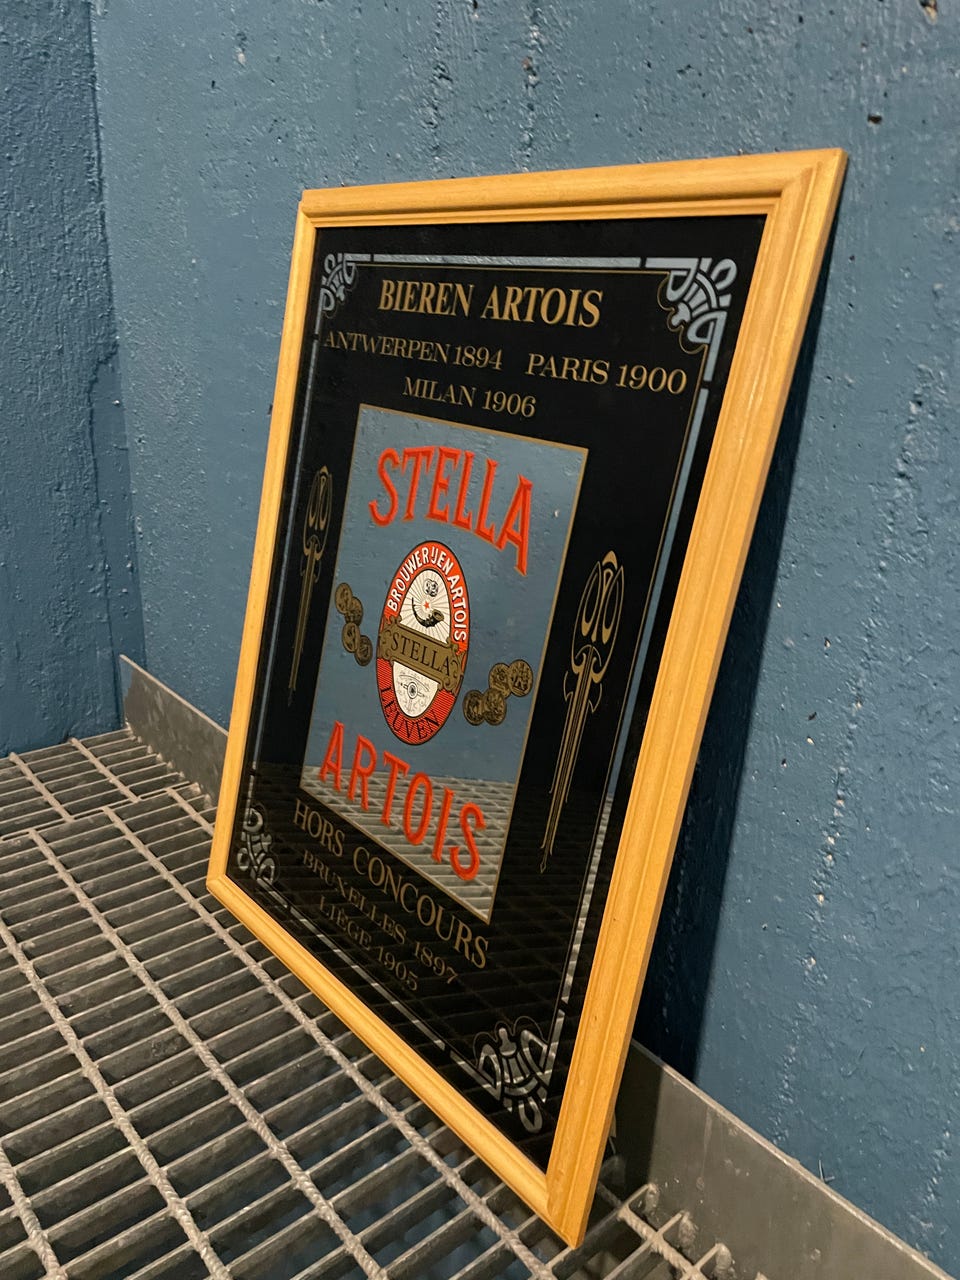 BIEREN ARTOIS
ANTWERPEN 1894 PARIS 1900
MILAN 1906
STELLA
BROUWERIJEN ARTOIS
STELLA
LEUVEN
ARTOIS
HORS CONCOURS
BRUXELLES 1897
LIÈGE 1905